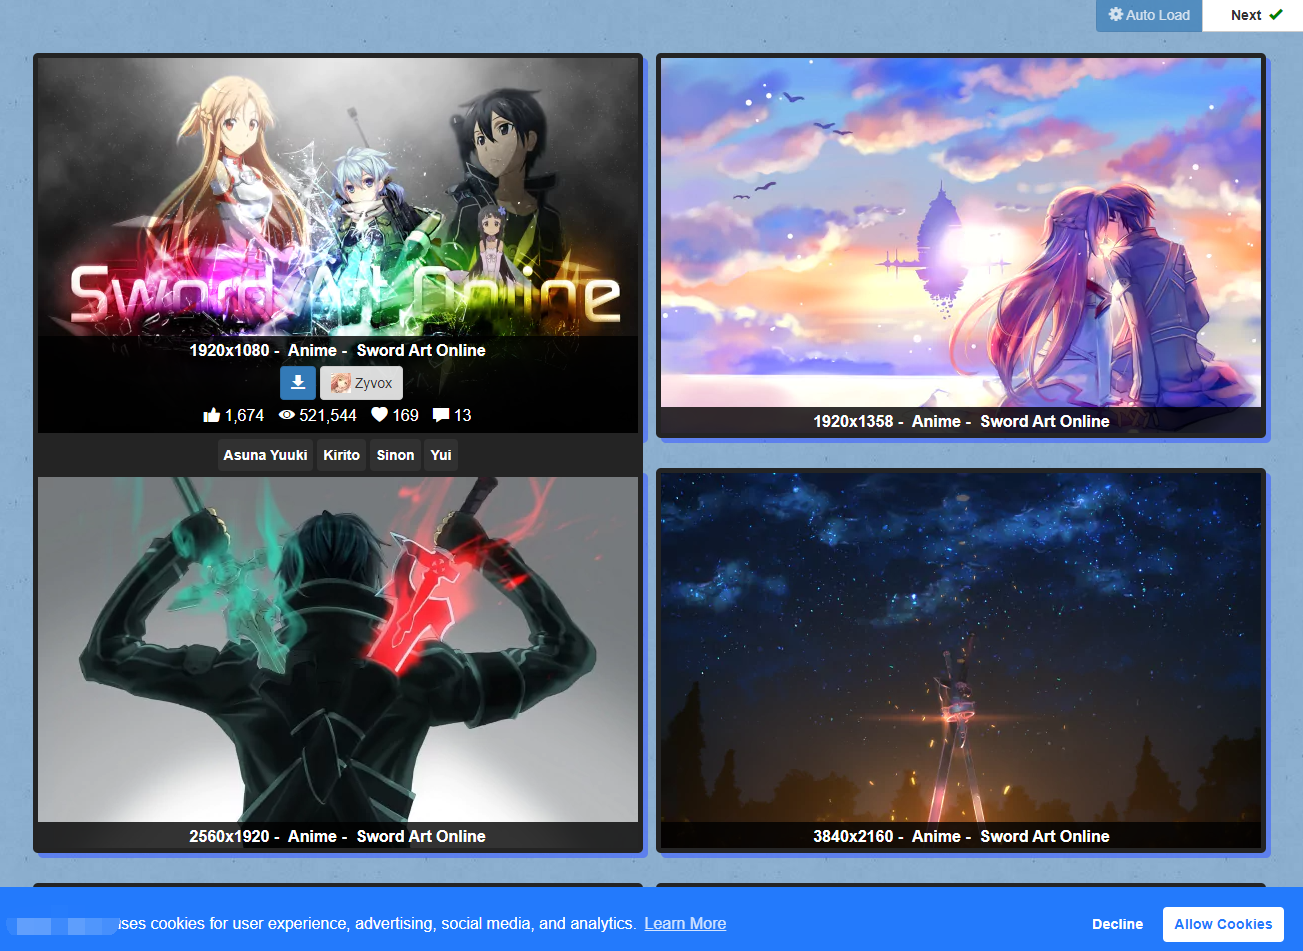 Auto Load
Next
Sword Art Online
1920x1080 - Anime - Sword Art Online
Zyvox
1,674 521,544 169 13
Asuna Yuuki Kirito Sinon Yui
1920x1358 - Anime - Sword Art Online
2560x1920 - Anime - Sword Art Online
3840x2160 - Anime - Sword Art Online
uses cookies for user experience, advertising, social media, and analytics. Learn More
Decline
Allow Cookies